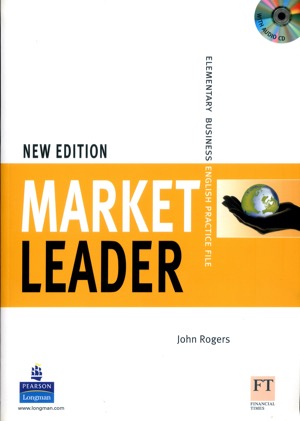 WITH AUDIO CD
ELEMENTARY BUSINESS ENGLISH PRACTICE FILE
NEW EDITION
MARKET
LEADER
John Rogers
PEARSON
Longman
www.longman.com
FT
FINANCIAL
TIMES